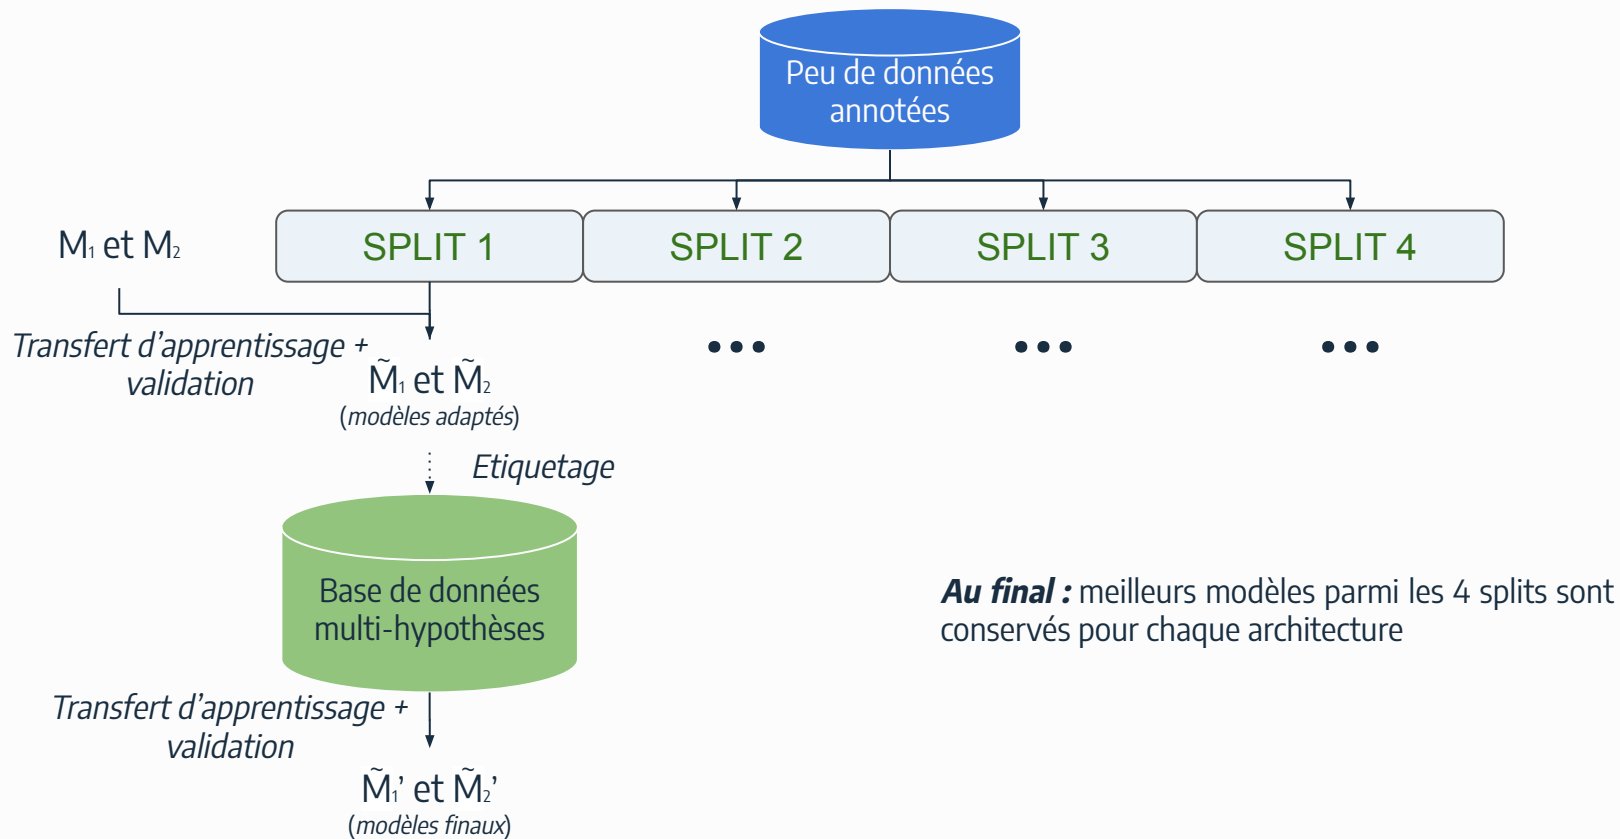 Peu de données
annotées
M₁ et M₂
SPLIT 1
SPLIT 2
SPLIT 3
SPLIT 4
Transfert d'apprentissage +
validation
•••
•••
•••
M̃₁ et M̃₂
(modèles adaptés)
Etiquetage
Base de données
multi-hypothèses
Au final : meilleurs modèles parmi les 4 splits sont
conservés pour chaque architecture
Transfert d'apprentissage +
validation
M̃₁’ et M̃₂’
(modèles finaux)